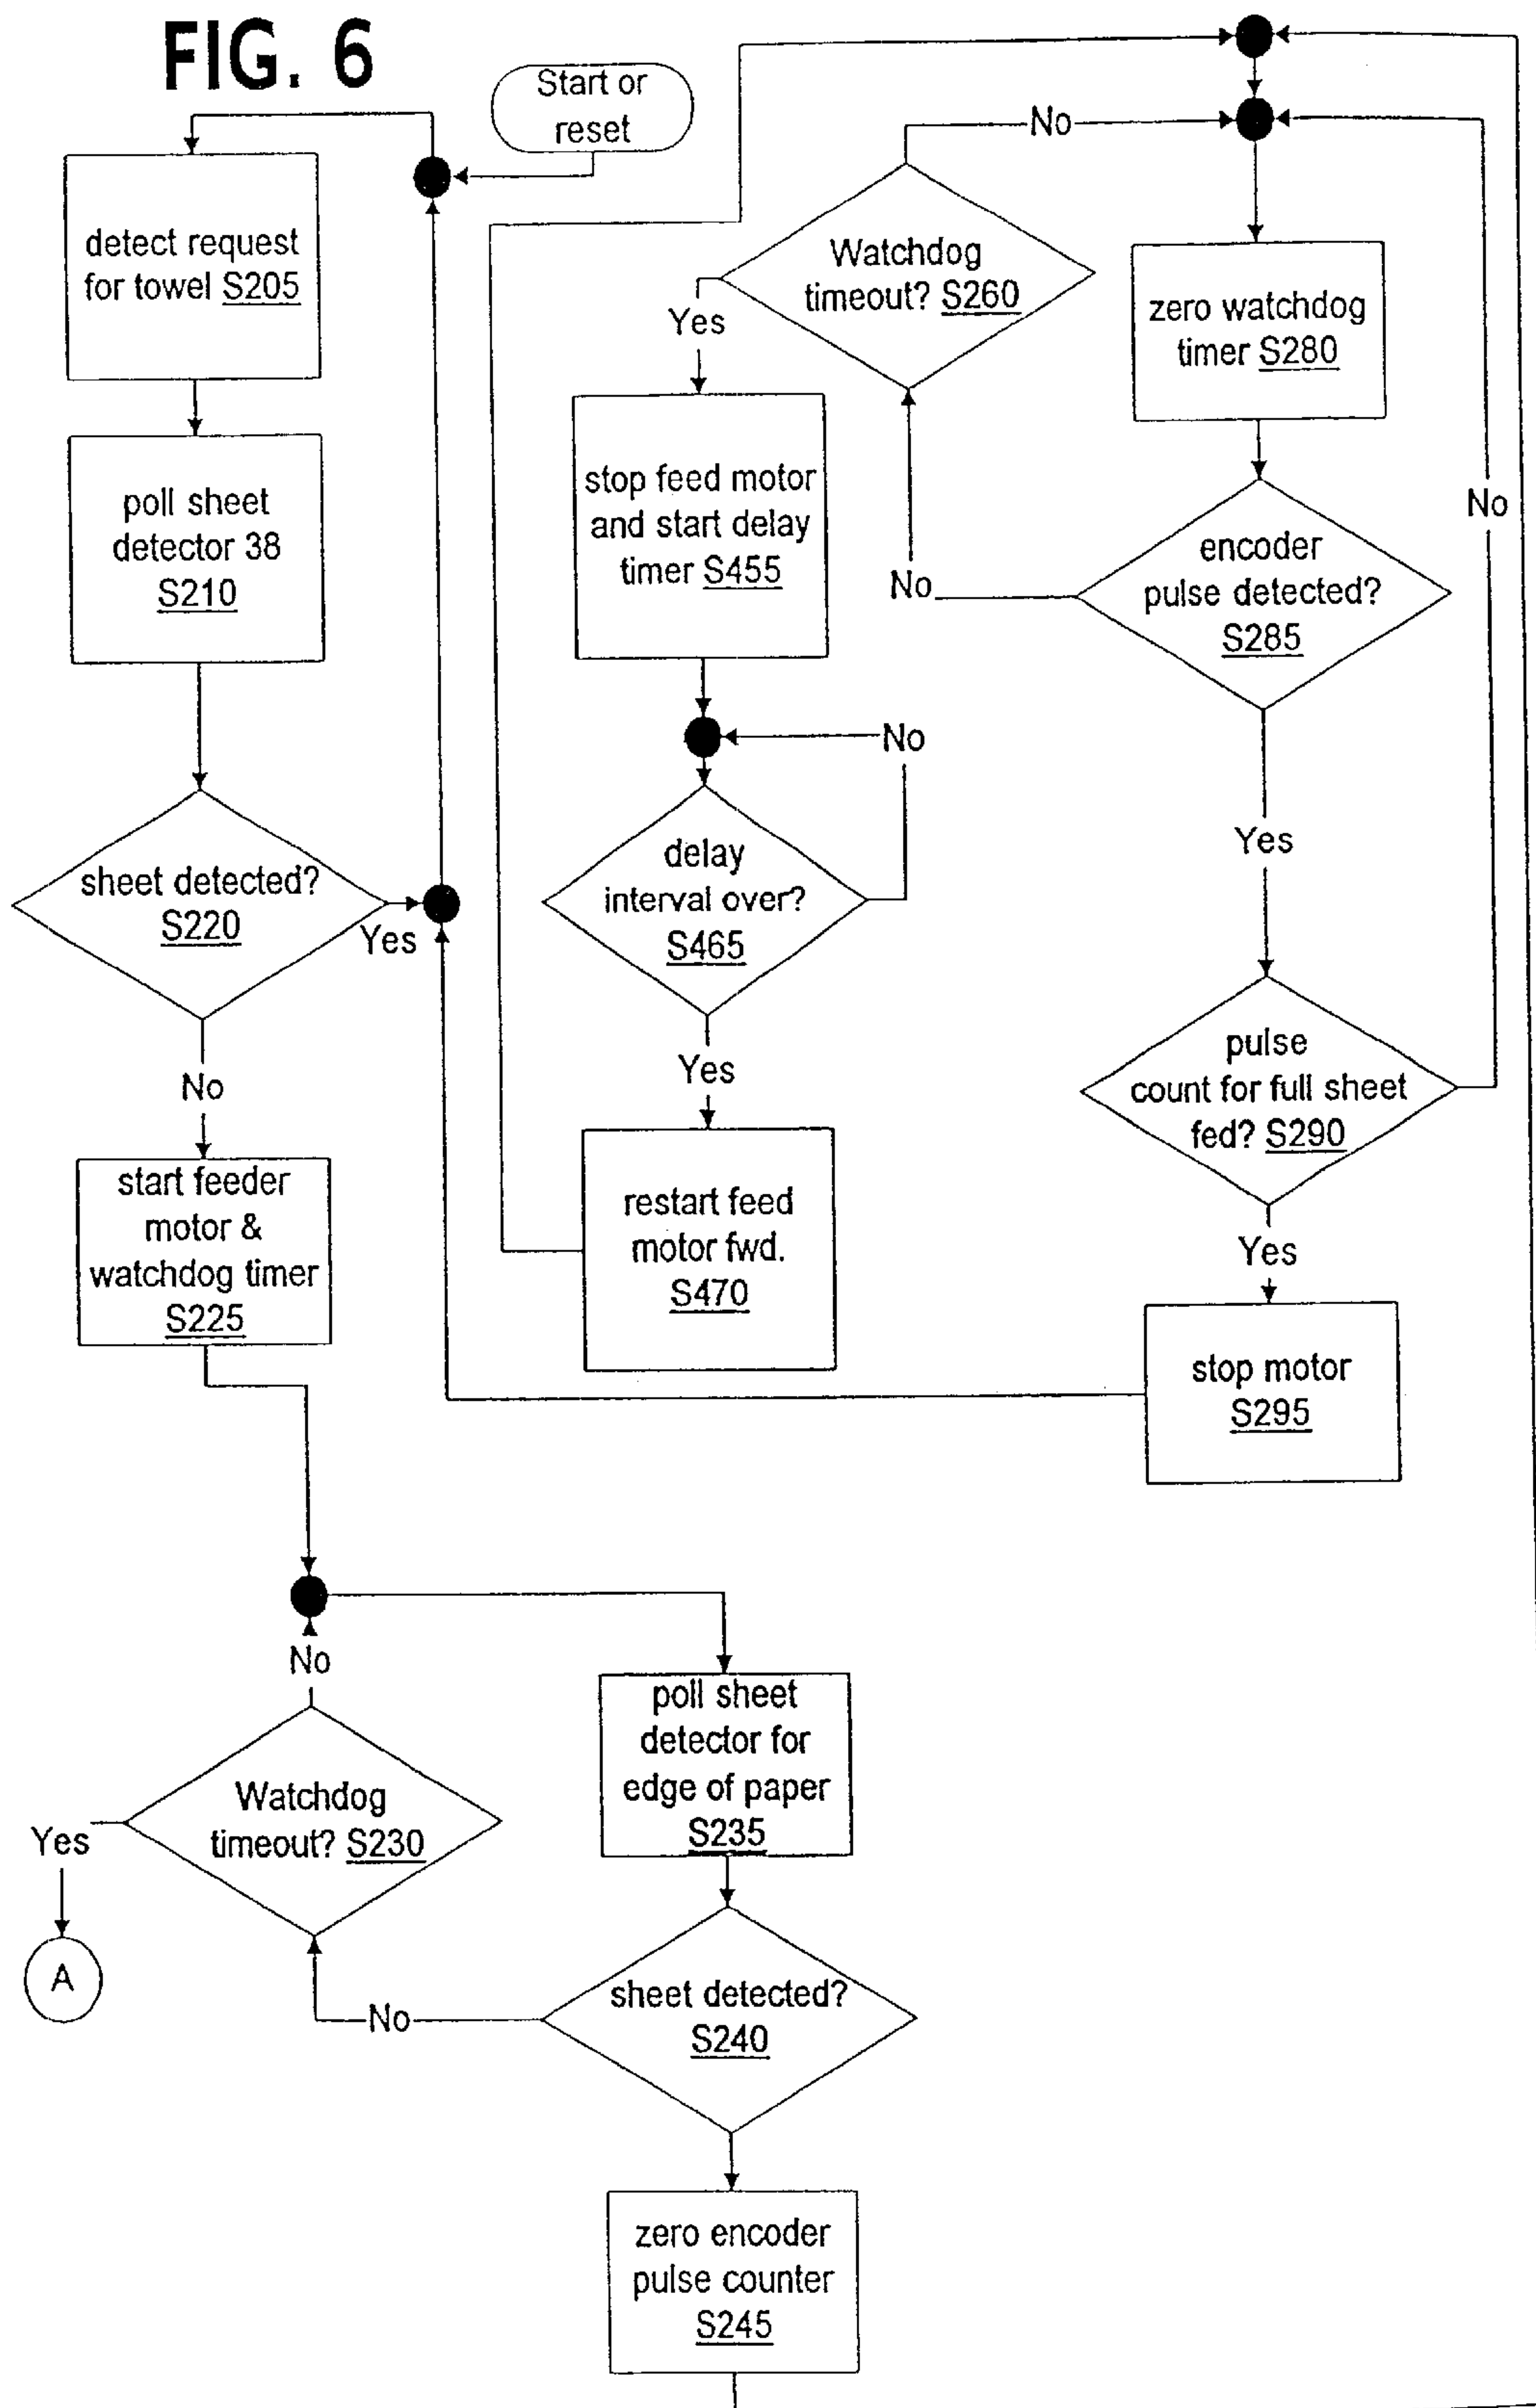 FIG. 6
Start or
reset
detect request
for towel S205
poll sheet
detector 38
S210
sheet detected?
S220
Yes
No
start feeder
motor &
watchdog timer
S225
No
Watchdog
timeout? S230
Yes
A
poll sheet
detector for
edge of paper
S235
sheet detected?
S240
No
zero encoder
pulse counter
S245
No
Watchdog
timeout? S260
Yes
stop feed motor
and start delay
timer S455
No
delay
interval over?
S465
Yes
restart feed
motor fwd.
S470
zero watchdog
timer S280
encoder
pulse detected?
S285
No
Yes
No
pulse
count for full sheet
fed? S290
Yes
stop motor
S295